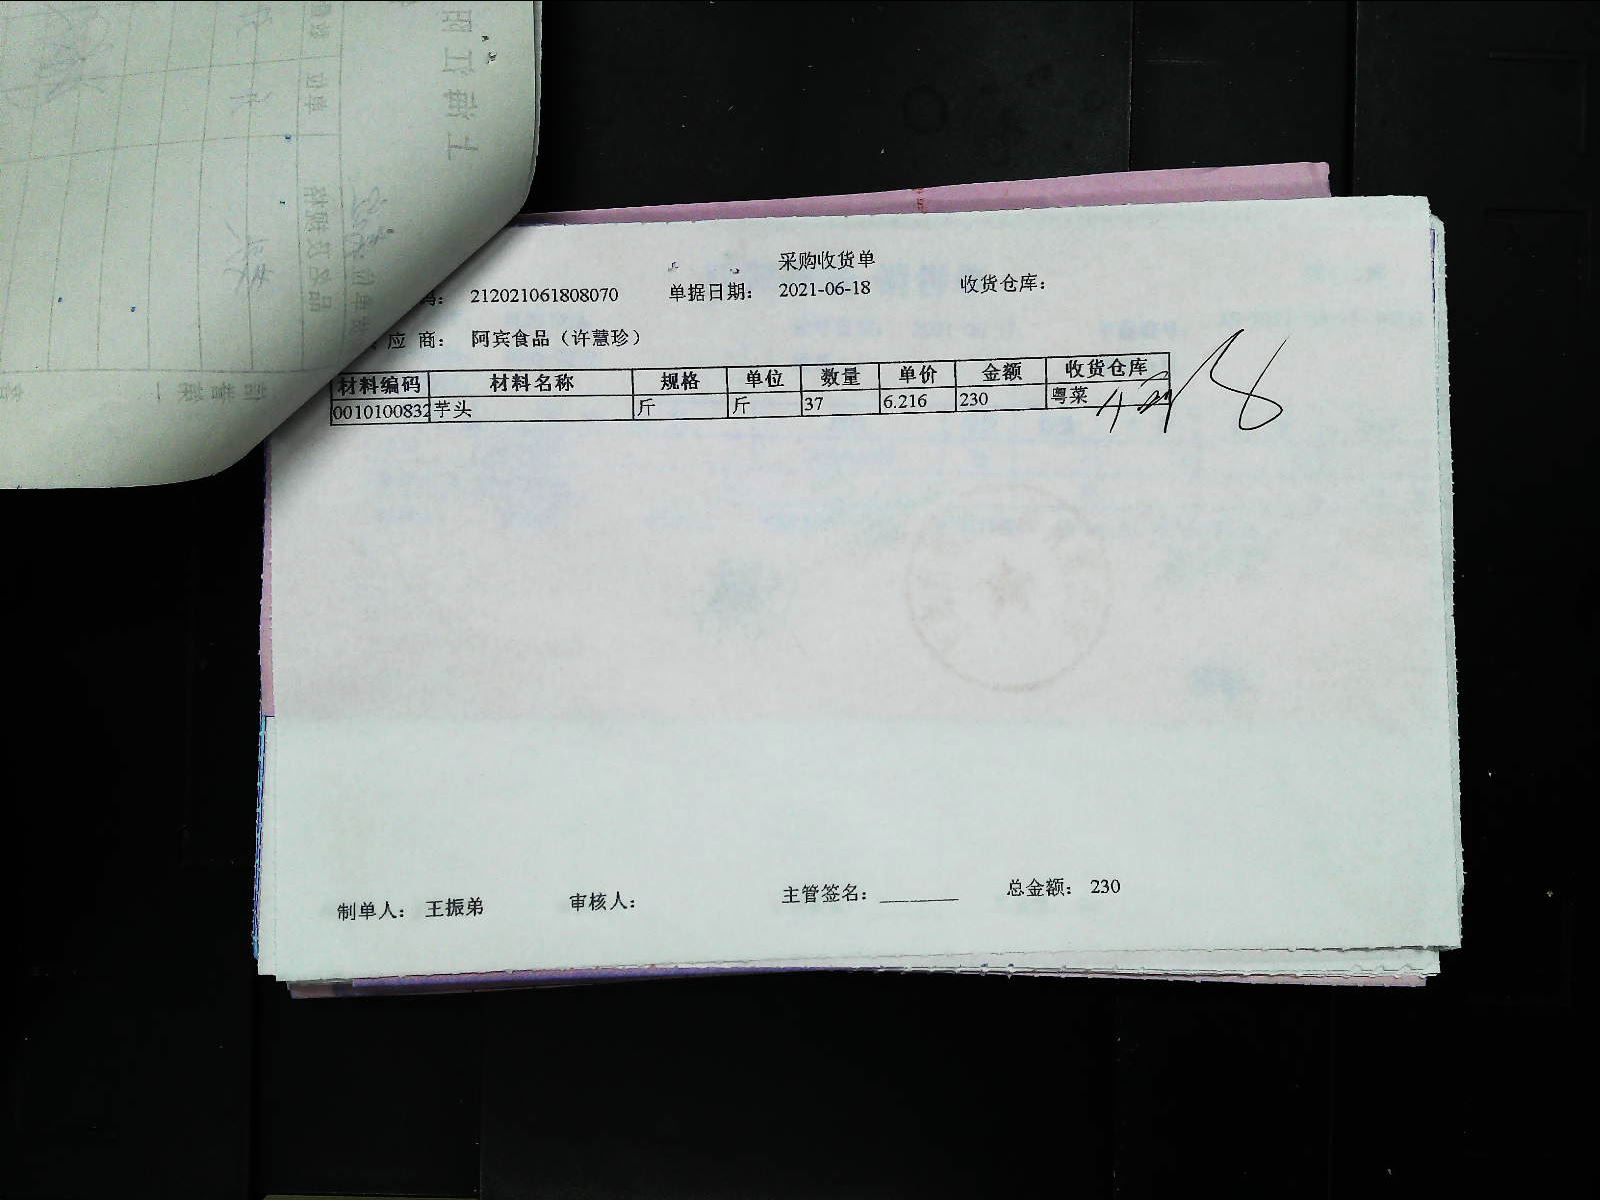 采购收货单
码： 212021061808070 单据日期： 2021-06-18 收货仓库：
应 商： 阿宾食品（许慧珍）
材料编码 材料名称 规格 单位 数量 单价 金额 收货仓库
0010100832 芋头 斤 斤 37 6.216 230 粤菜
制单人： 王振弟 审核人： 主管签名： 总金额： 230